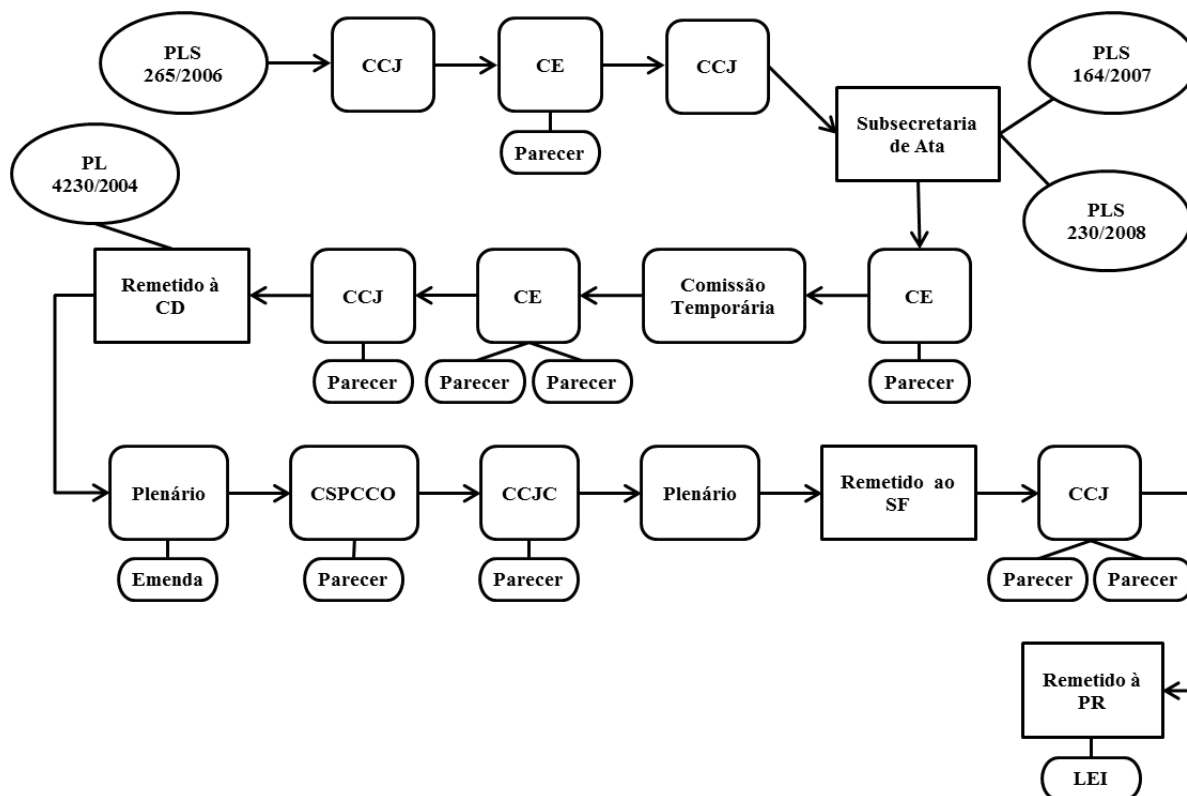 PLS
265/2006
CCJ
CE
Parecer
CCJ
Subsecretaria
de Ata
PLS
164/2007
PLS
230/2008
PL
4230/2004
Remetido à
CD
CCJ
Parecer
CE
Parecer
Parecer
Comissão
Temporária
CE
Parecer
Plenário
Emenda
CSPCCO
Parecer
CCJC
Parecer
Plenário
Remetido ao
SF
CCJ
Parecer
Parecer
Remetido à
PR
LEI